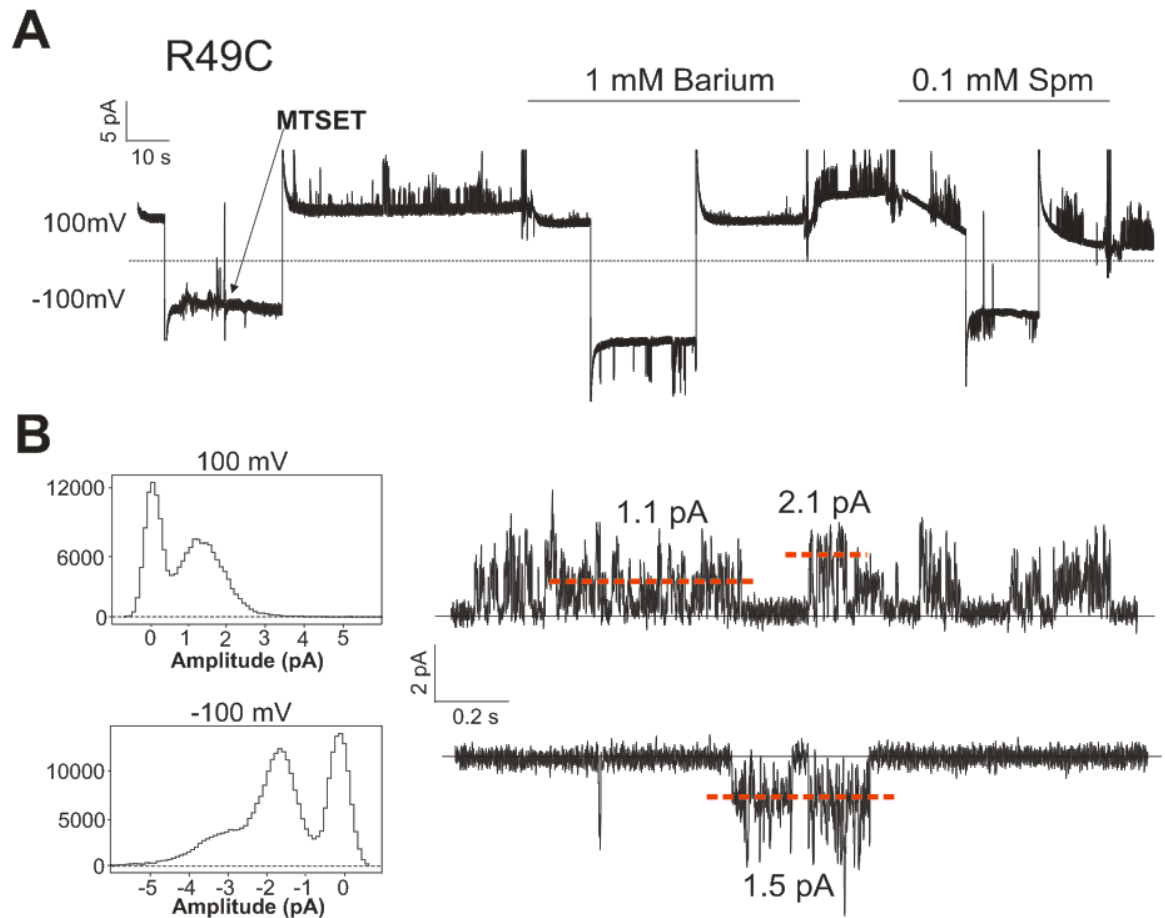 A
R49C
1 mM Barium
0.1 mM Spm
5 pA
10 s
MTSET
100mV
-100mV
B
100 mV
12000
6000
0
0 1 2 3 4 5
Amplitude (pA)
1.1 pA
2.1 pA
2 pA
0.2 s
-100 mV
10000
5000
0
-5 -4 -3 -2 -1 0
Amplitude (pA)
1.5 pA